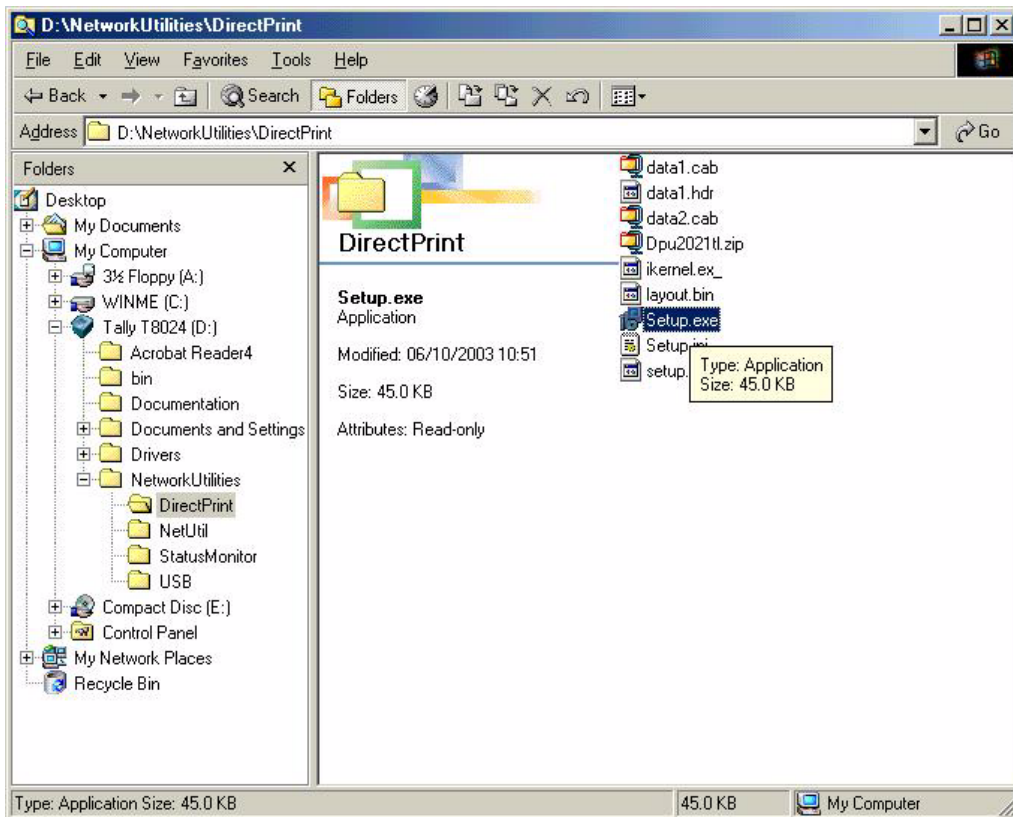 D:\NetworkUtilities\DirectPrint
File Edit View Favorites Tools Help
Back Search Folders
Address D:\NetworkUtilities\DirectPrint Go
Folders
Desktop
My Documents
My Computer
3½ Floppy (A:)
WINME (C:)
Tally T8024 (D:)
Acrobat Reader4
bin
Documentation
Documents and Settings
Drivers
NetworkUtilities
DirectPrint
NetUtil
StatusMonitor
USB
Compact Disc (E:)
Control Panel
My Network Places
Recycle Bin
DirectPrint
Setup.exe
Application
Modified: 06/10/2003 10:51
Size: 45.0 KB
Attributes: Read-only
data1.cab
data1.hdr
data2.cab
Dpu2021tl.zip
ikernel.ex_
layout.bin
Setup.exe
Setup.ini
setup.
Type: Application
Size: 45.0 KB
Type: Application Size: 45.0 KB
45.0 KB
My Computer